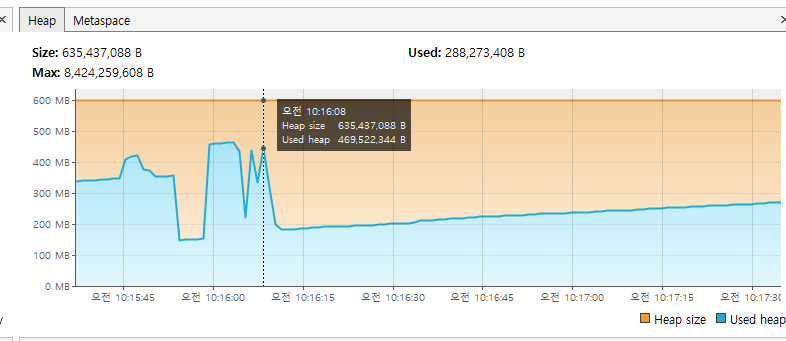 Heap Metaspace
Size: 635,437,088 B Used: 288,273,408 B
Max: 8,424,259,608 B
600 MB
500 MB
400 MB
300 MB
200 MB
100 MB
0 MB
오전 10:16:08
Heap size 635,437,088 B
Used heap 469,522,344 B
오전 10:15:45 오전 10:16:00 오전 10:16:15 오전 10:16:30 오전 10:16:45 오전 10:17:00 오전 10:17:15 오전 10:17:30
Heap size Used heap